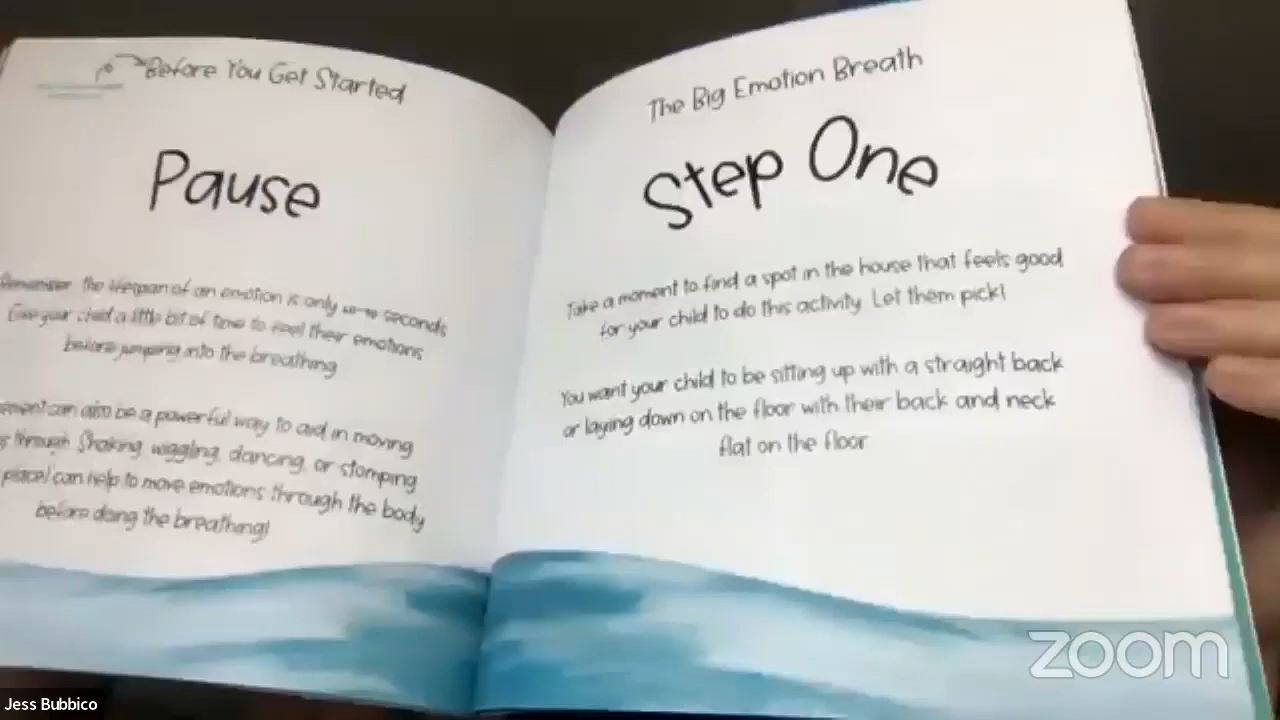 Before You Get Started
Pause
Remember the lifespan of an emotion is only seconds
Give your child a little bit of time to feel their emotions
before jumping into the breathing
can also be a powerful way to aid in moving
through. Shaking, wiggling, dancing, or stomping
place) can help to move emotions through the body
before doing the breathing!
The Big Emotion Breath
Step One
Take a moment to find a spot in the house that feels good
for your child to do this activity. Let them pick!
You want your child to be sitting up with a straight back
or laying down on the floor with their back and neck
flat on the floor
zoom
Jess Bubbico